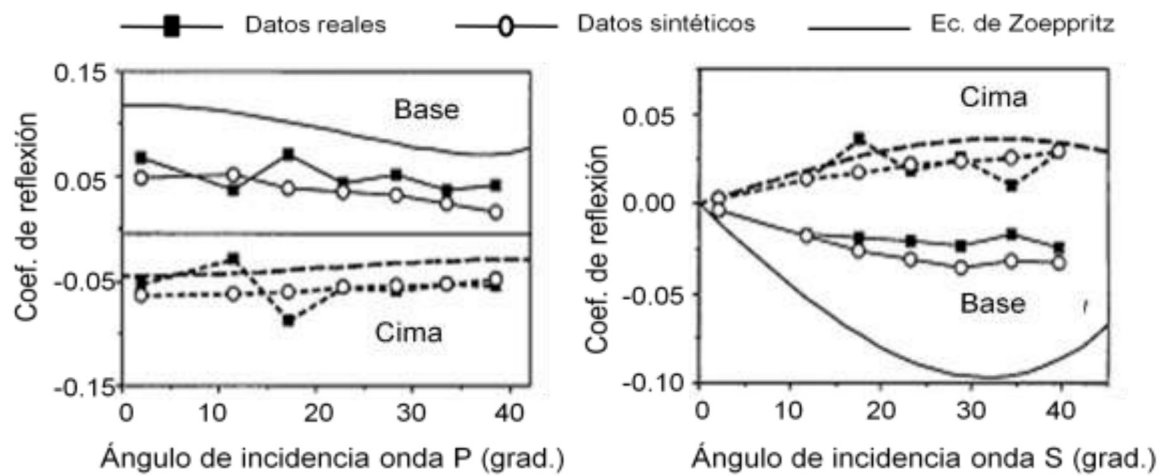 Datos reales
Datos sintéticos
Ec. de Zoeppritz
0.15
0.05
-0.05
-0.15
Coef. de reflexión
Base
Cima
0
10
20
30
40
Ángulo de incidencia onda P (grad.)
0.05
0.00
-0.05
-0.10
Coef. de reflexión
Cima
Base
0
10
20
30
40
Ángulo de incidencia onda S (grad.)